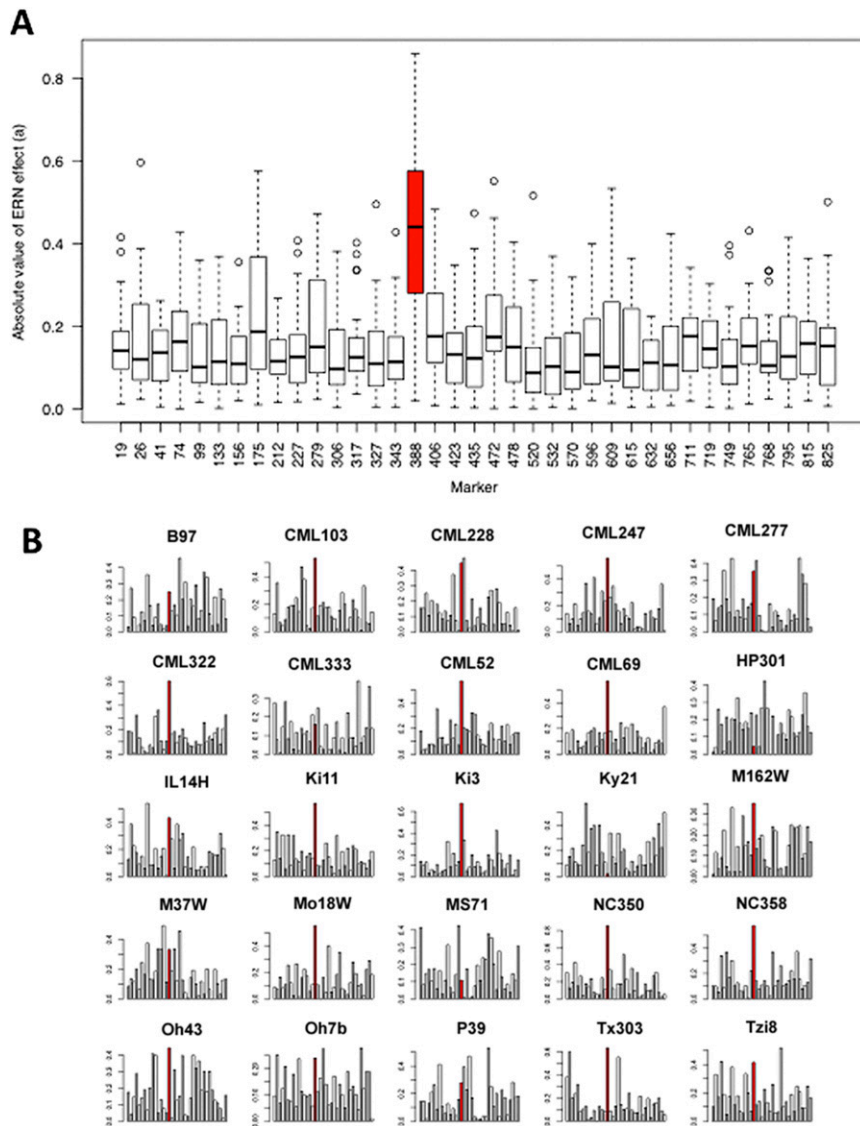 A
Absolute value of ERN effect (a)
0.8
0.6
0.4
0.2
0.0
19 26 41 74 99 133 156 175 212 227 279 306 317 327 343 388 406 423 435 472 478 520 532 570 596 609 615 632 656 711 719 749 765 768 795 815 825
Marker
B
B97 CML103 CML228 CML247 CML277
CML322 CML333 CML52 CML69 HP301
IL14H Ki11 Ki3 Ky21 M162W
M37W Mo18W MS71 NC350 NC358
Oh43 Oh7b P39 Tx303 Tzi8